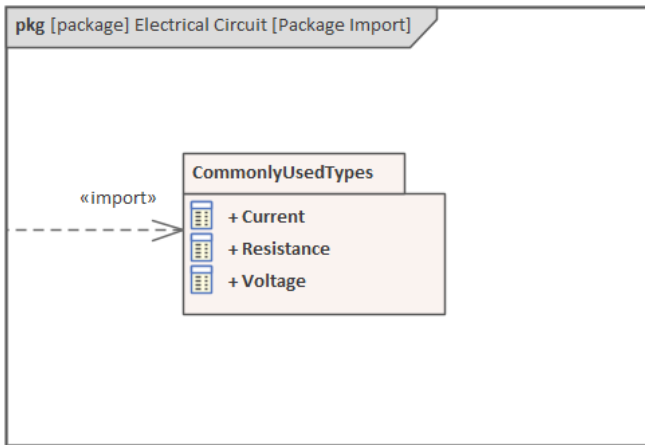 pkg [package] Electrical Circuit [Package Import]
«import»
CommonlyUsedTypes
+ Current
+ Resistance
+ Voltage